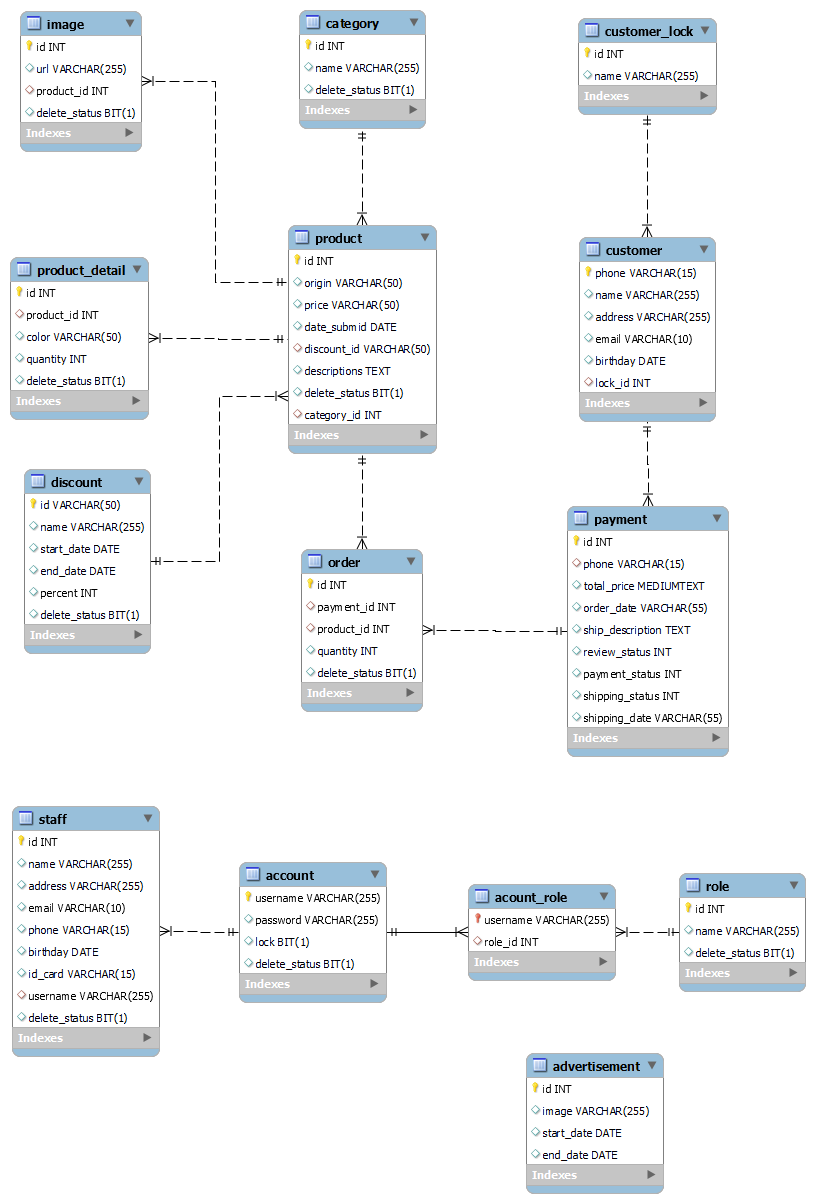 image
id INT
url VARCHAR(255)
product_id INT
delete_status BIT(1)
Indexes
category
id INT
name VARCHAR(255)
delete_status BIT(1)
Indexes
customer_lock
id INT
name VARCHAR(255)
Indexes
product_detail
id INT
product_id INT
color VARCHAR(50)
quantity INT
delete_status BIT(1)
Indexes
product
id INT
origin VARCHAR(50)
price VARCHAR(50)
date_submid DATE
discount_id VARCHAR(50)
descriptions TEXT
delete_status BIT(1)
category_id INT
Indexes
customer
phone VARCHAR(15)
name VARCHAR(255)
address VARCHAR(255)
email VARCHAR(10)
birthday DATE
lock_id INT
Indexes
discount
id VARCHAR(50)
name VARCHAR(255)
start_date DATE
end_date DATE
percent INT
delete_status BIT(1)
Indexes
order
id INT
payment_id INT
product_id INT
quantity INT
delete_status BIT(1)
Indexes
payment
id INT
phone VARCHAR(15)
total_price MEDIUMTEXT
order_date VARCHAR(55)
ship_description TEXT
review_status INT
payment_status INT
shipping_status INT
shipping_date VARCHAR(55)
Indexes
staff
id INT
name VARCHAR(255)
address VARCHAR(255)
email VARCHAR(10)
phone VARCHAR(15)
birthday DATE
id_card VARCHAR(15)
username VARCHAR(255)
delete_status BIT(1)
Indexes
account
username VARCHAR(255)
password VARCHAR(255)
lock BIT(1)
delete_status BIT(1)
Indexes
acount_role
username VARCHAR(255)
role_id INT
Indexes
role
id INT
name VARCHAR(255)
delete_status BIT(1)
Indexes
advertisement
id INT
image VARCHAR(255)
start_date DATE
end_date DATE
Indexes